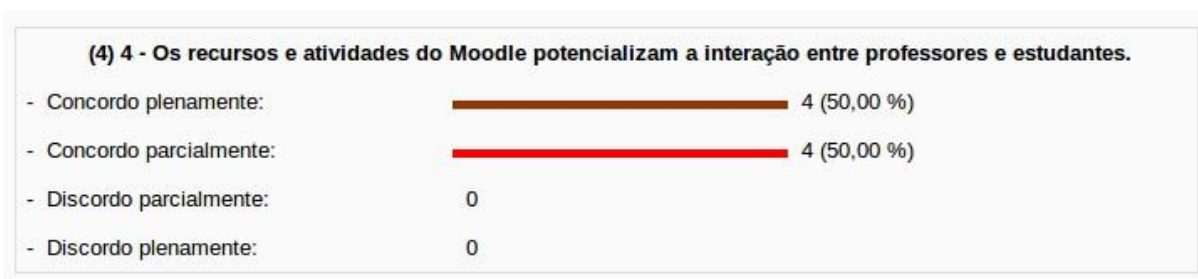 (4) 4 - Os recursos e atividades do Moodle potencializam a interação entre professores e estudantes.
- Concordo plenamente: 4 (50,00 %)
- Concordo parcialmente: 4 (50,00 %)
- Discordo parcialmente: 0
- Discordo plenamente: 0